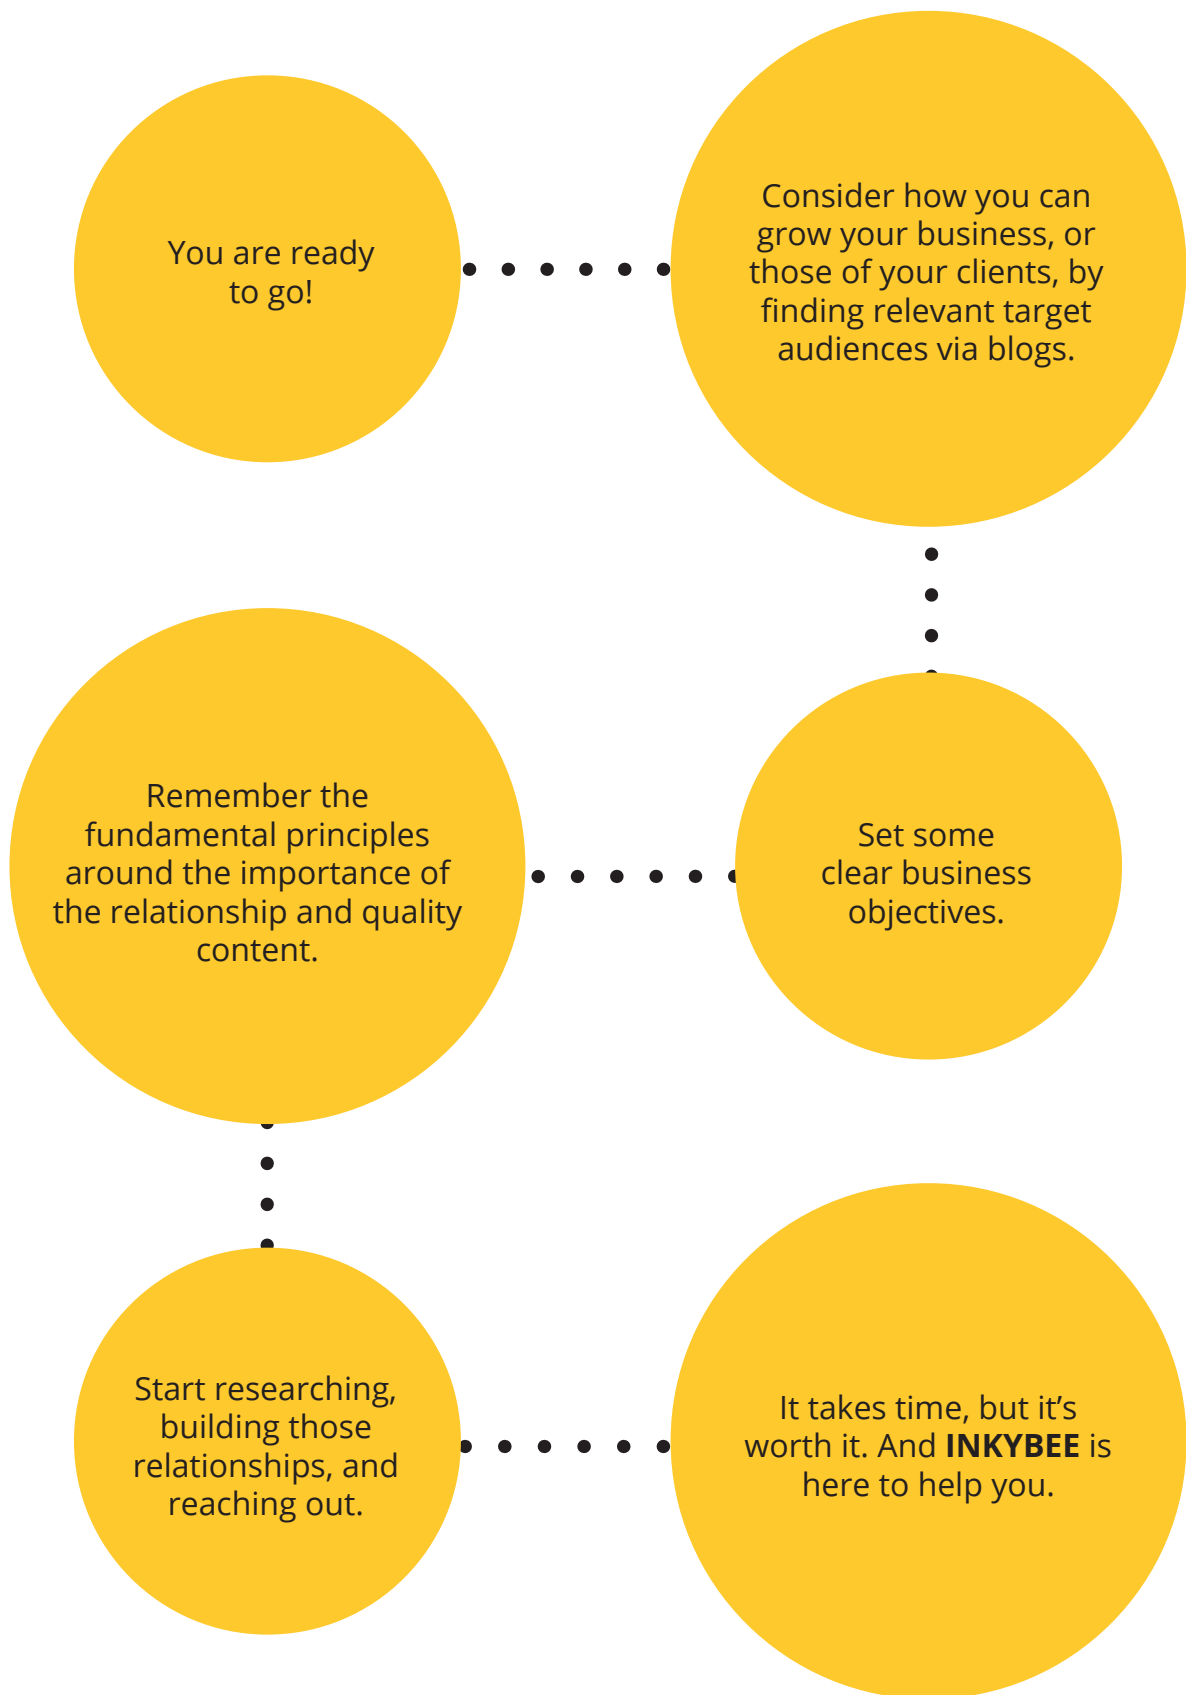 You are ready
to go!
Consider how you can
grow your business, or
those of your clients, by
finding relevant target
audiences via blogs.
Set some
clear business
objectives.
Remember the
fundamental principles
around the importance of
the relationship and quality
content.
Start researching,
building those
relationships, and
reaching out.
It takes time, but it’s
worth it. And INKYBEE is
here to help you.